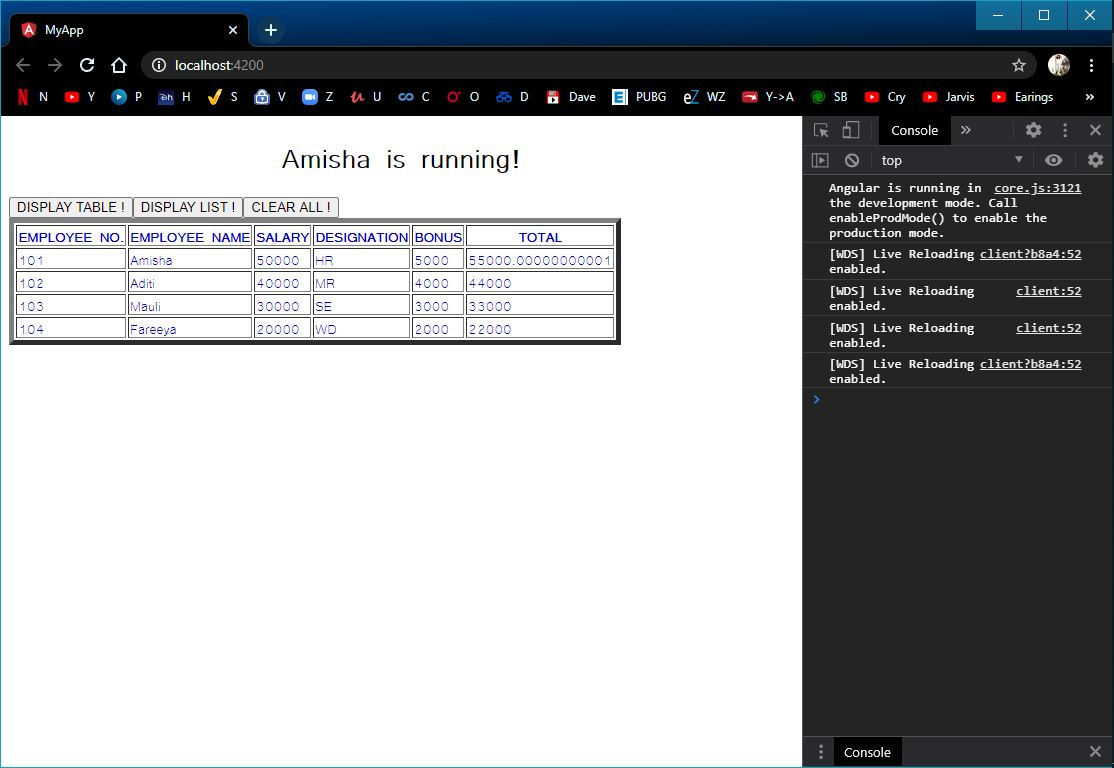 MyApp
localhost:4200
N Y P H S V Z U C O D Dave PUBG WZ Y->A SB Cry Jarvis Earings »
Amisha is running!
DISPLAY TABLE ! DISPLAY LIST ! CLEAR ALL !
EMPLOYEE NO. EMPLOYEE NAME SALARY DESIGNATION BONUS TOTAL
101 Amisha 50000 HR 5000 55000.00000000001
102 Aditi 40000 MR 4000 44000
103 Mauli 30000 SE 3000 33000
104 Fareeya 20000 WD 2000 22000
Console »
top
Angular is running in core.js:3121
the development mode. Call
enableProdMode() to enable the
production mode.
[WDS] Live Reloading client?b8a4:52
enabled.
[WDS] Live Reloading client:52
enabled.
[WDS] Live Reloading client:52
enabled.
[WDS] Live Reloading client?b8a4:52
enabled.
Console